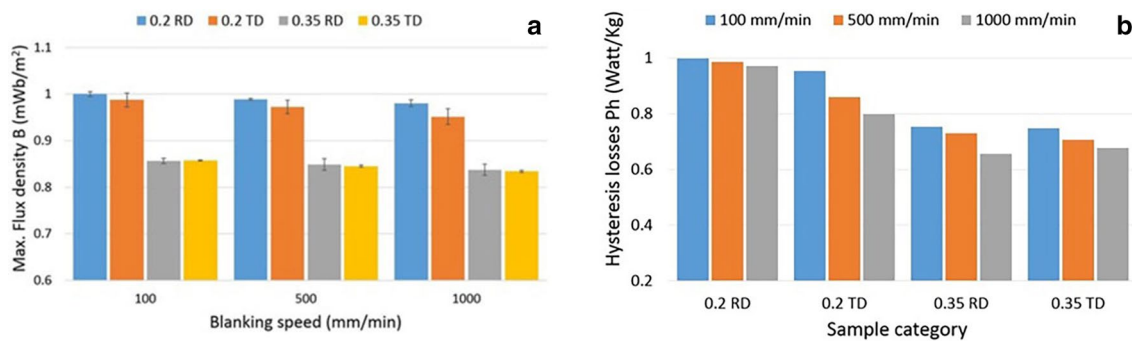 0.2 RD 0.2 TD 0.35 RD 0.35 TD
a
Max. Flux density B (mWb/m²)
1.1
1
0.9
0.8
0.7
0.6
100 500 1000
Blanking speed (mm/min)
100 mm/min 500 mm/min 1000 mm/min
b
Hysteresis losses Ph (Watt/Kg)
1
0.8
0.6
0.4
0.2
0.2 RD 0.2 TD 0.35 RD 0.35 TD
Sample category